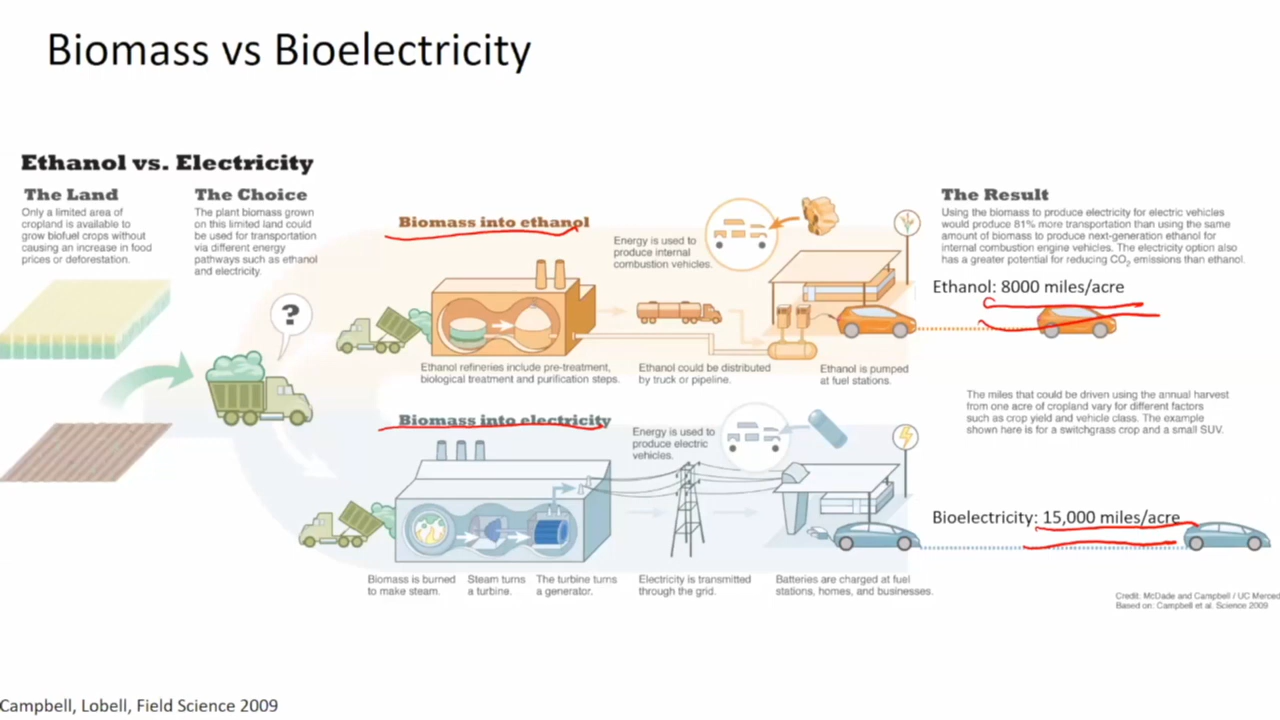 Biomass vs Bioelectricity
Ethanol vs. Electricity
The Land
Only a limited area of
cropland is available to
grow biofuel crops without
causing an increase in food
prices or deforestation.
The Choice
The plant biomass grown
on this limited land could
be used for transportation
via different energy
pathways such as ethanol
and electricity.
?
Biomass into ethanol
Energy is used to
produce internal
combustion vehicles.
Ethanol refineries include pre-treatment,
biological treatment and purification steps.
Ethanol could be distributed
by truck or pipeline.
Ethanol is pumped
at fuel stations.
Biomass into electricity
Energy is used to
produce electric
vehicles.
Biomass is burned
to make steam.
Steam turns
a turbine.
The turbine turns
a generator.
Electricity is transmitted
through the grid.
Batteries are charged at fuel
stations, homes, and businesses.
The Result
Using the biomass to produce electricity for electric vehicles
would produce 81% more transportation than using the same
amount of biomass to produce next-generation ethanol for
internal combustion engine vehicles. The electricity option also
has a greater potential for reducing CO₂ emissions than ethanol.
Ethanol: 8000 miles/acre
The miles that could be driven using the annual harvest
from one acre of cropland vary for different factors
such as crop yield and vehicle class. The example
shown here is for a switchgrass crop and a small SUV.
Bioelectricity: 15,000 miles/acre
Credit: McDade and Campbell / UC Merced
Based on: Campbell et al. Science 2009
Campbell, Lobell, Field Science 2009